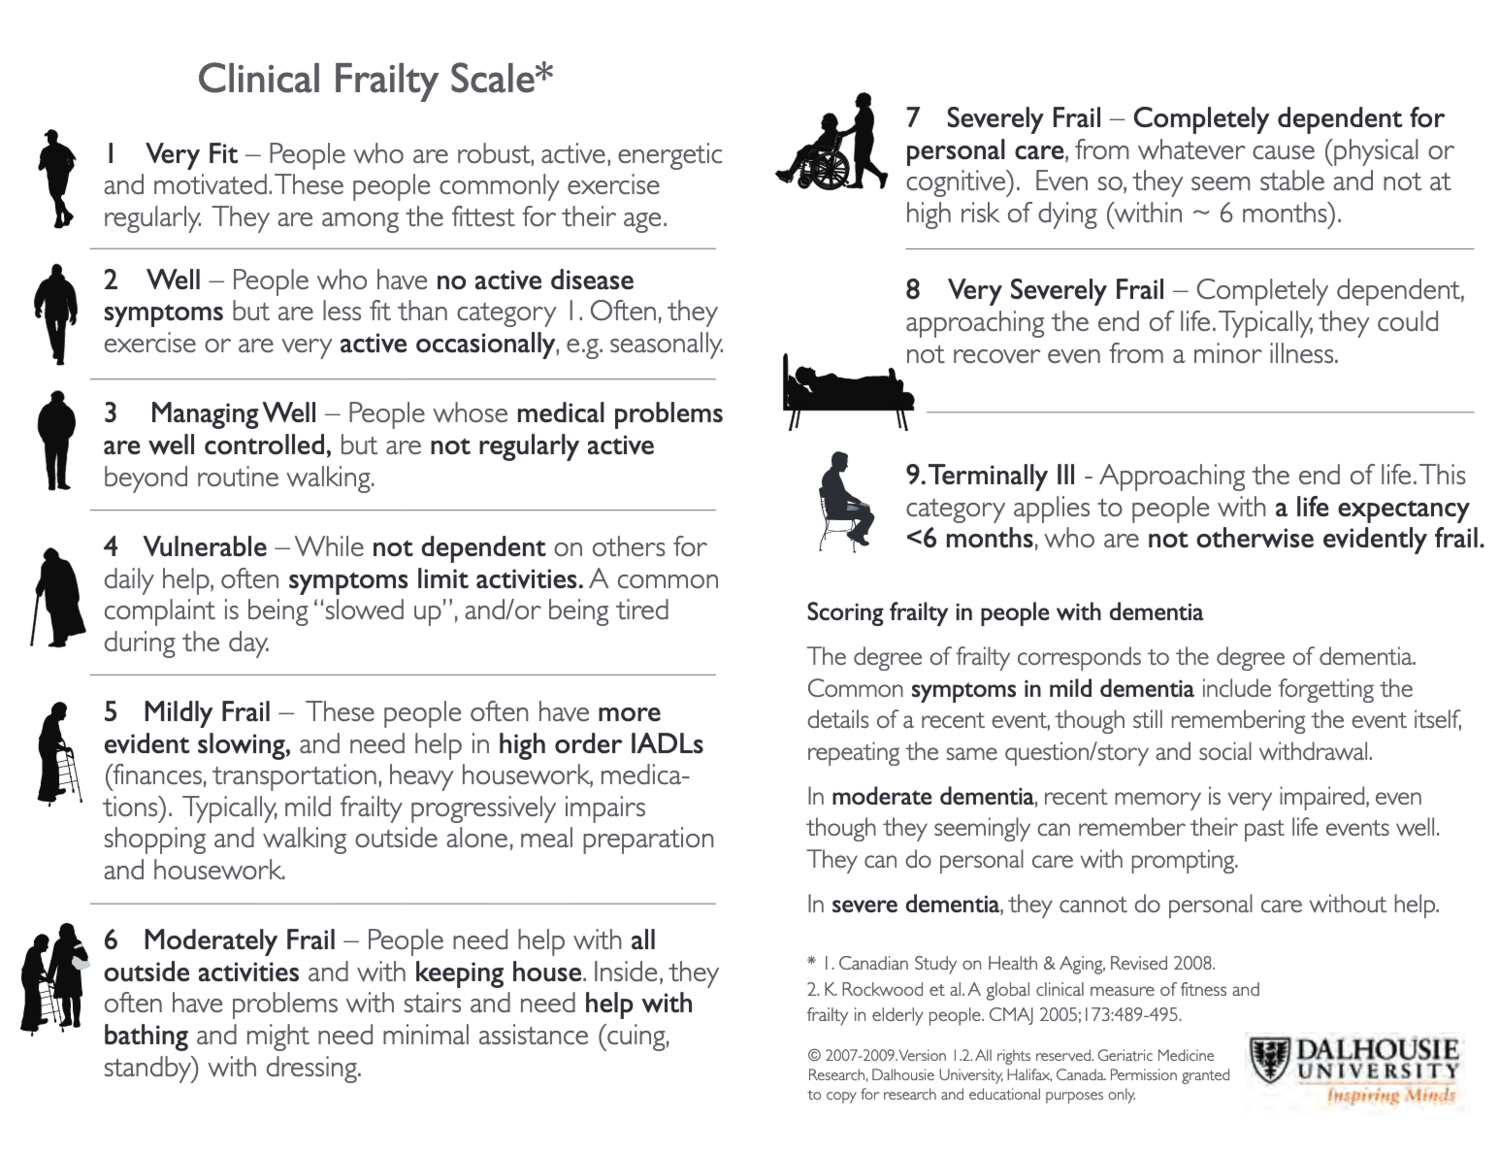 Clinical Frailty Scale*
1 Very Fit – People who are robust, active, energetic
and motivated. These people commonly exercise
regularly. They are among the fittest for their age.
2 Well – People who have no active disease
symptoms but are less fit than category 1. Often, they
exercise or are very active occasionally, e.g. seasonally.
3 Managing Well – People whose medical problems
are well controlled, but are not regularly active
beyond routine walking.
4 Vulnerable – While not dependent on others for
daily help, often symptoms limit activities. A common
complaint is being “slowed up”, and/or being tired
during the day.
5 Mildly Frail – These people often have more
evident slowing, and need help in high order IADLs
(finances, transportation, heavy housework, medica-
tions). Typically, mild frailty progressively impairs
shopping and walking outside alone, meal preparation
and housework.
6 Moderately Frail – People need help with all
outside activities and with keeping house. Inside, they
often have problems with stairs and need help with
bathing and might need minimal assistance (cuing,
standby) with dressing.
7 Severely Frail – Completely dependent for
personal care, from whatever cause (physical or
cognitive). Even so, they seem stable and not at
high risk of dying (within ~ 6 months).
8 Very Severely Frail – Completely dependent,
approaching the end of life. Typically, they could
not recover even from a minor illness.
9. Terminally Ill - Approaching the end of life. This
category applies to people with a life expectancy
<6 months, who are not otherwise evidently frail.
Scoring frailty in people with dementia
The degree of frailty corresponds to the degree of dementia.
Common symptoms in mild dementia include forgetting the
details of a recent event, though still remembering the event itself,
repeating the same question/story and social withdrawal.
In moderate dementia, recent memory is very impaired, even
though they seemingly can remember their past life events well.
They can do personal care with prompting.
In severe dementia, they cannot do personal care without help.
* 1. Canadian Study on Health & Aging, Revised 2008.
2. K. Rockwood et al. A global clinical measure of fitness and
frailty in elderly people. CMAJ 2005;173:489-495.
© 2007-2009. Version 1.2. All rights reserved. Geriatric Medicine
Research, Dalhousie University, Halifax, Canada. Permission granted
to copy for research and educational purposes only.
DALHOUSIE
UNIVERSITY
Inspiring Minds